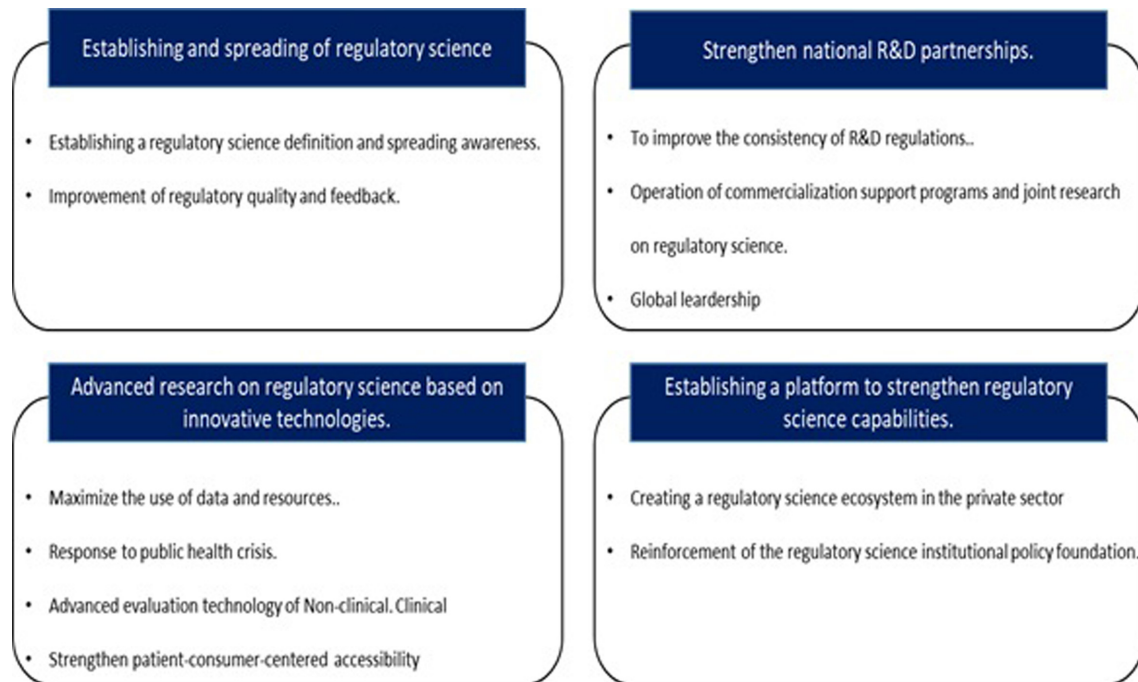 Establishing and spreading of regulatory science
• Establishing a regulatory science definition and spreading awareness.
• Improvement of regulatory quality and feedback.
Strengthen national R&D partnerships.
• To improve the consistency of R&D regulations..
• Operation of commercialization support programs and joint research
on regulatory science.
• Global leardership
Advanced research on regulatory science based on
innovative technologies.
• Maximize the use of data and resources..
• Response to public health crisis.
• Advanced evaluation technology of Non-clinical. Clinical
• Strengthen patient-consumer-centered accessibility
Establishing a platform to strengthen regulatory
science capabilities.
• Creating a regulatory science ecosystem in the private sector
• Reinforcement of the regulatory science institutional policy foundation.